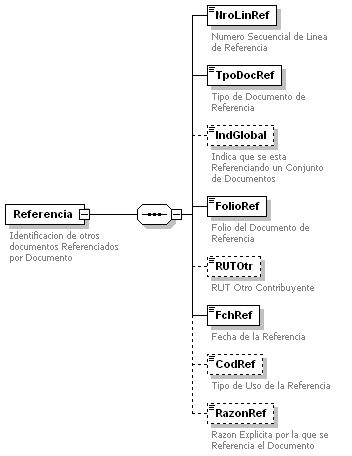 NroLinRef
Numero Secuencial de Linea
de Referencia
TpoDocRef
Tipo de Documento de
Referencia
IndGlobal
Indica que se esta
Referenciando un Conjunto
de Documentos
Referencia
Identificacion de otros
documentos Referenciados
por Documento
FolioRef
Folio del Documento de
Referencia
RUTOtr
RUT Otro Contribuyente
FchRef
Fecha de la Referencia
CodRef
Tipo de Uso de la Referencia
RazonRef
Razon Explicita por la que se
Referencia el Documento